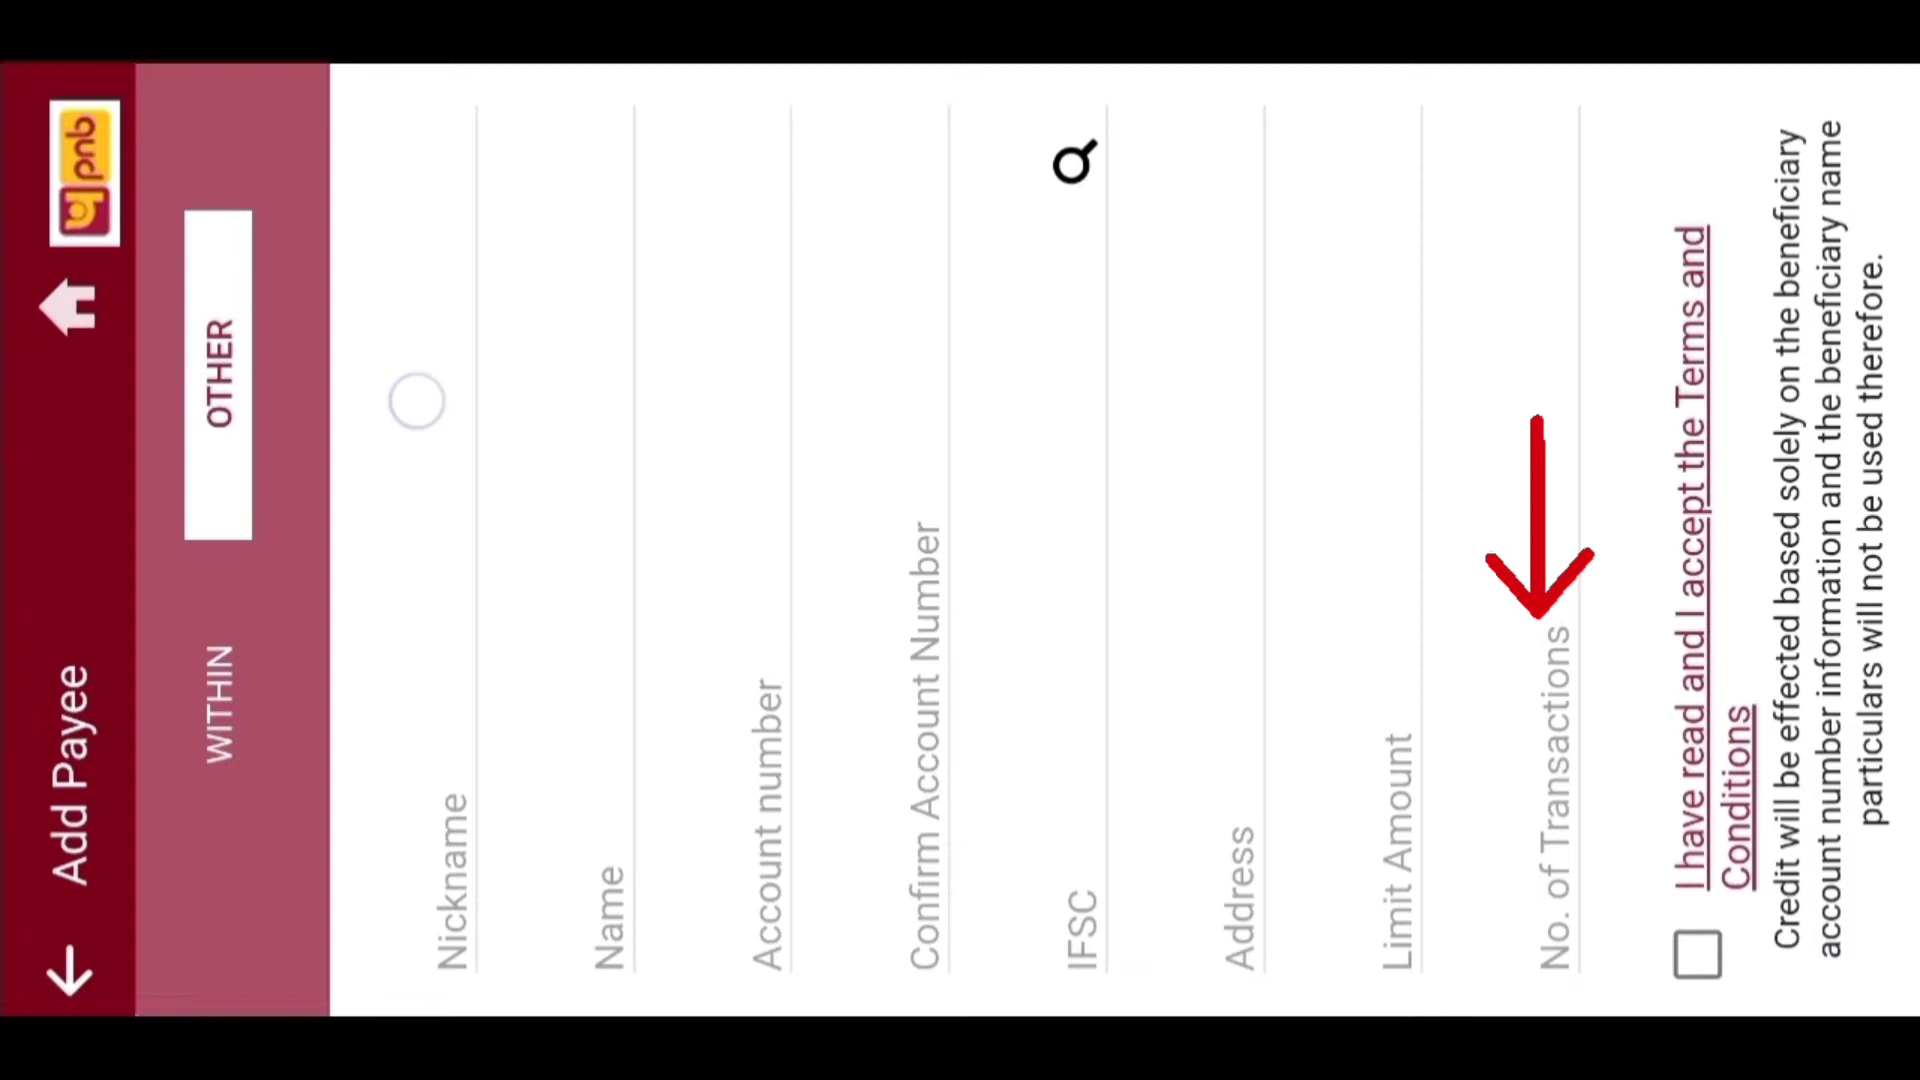 Add Payee
pnb
WITHIN
OTHER
Nickname
Name
Account number
Confirm Account Number
IFSC
Address
Limit Amount
No. of Transactions
I have read and I accept the Terms and
Conditions
Credit will be effected based solely on the beneficiary
account number information and the beneficiary name
particulars will not be used therefore.